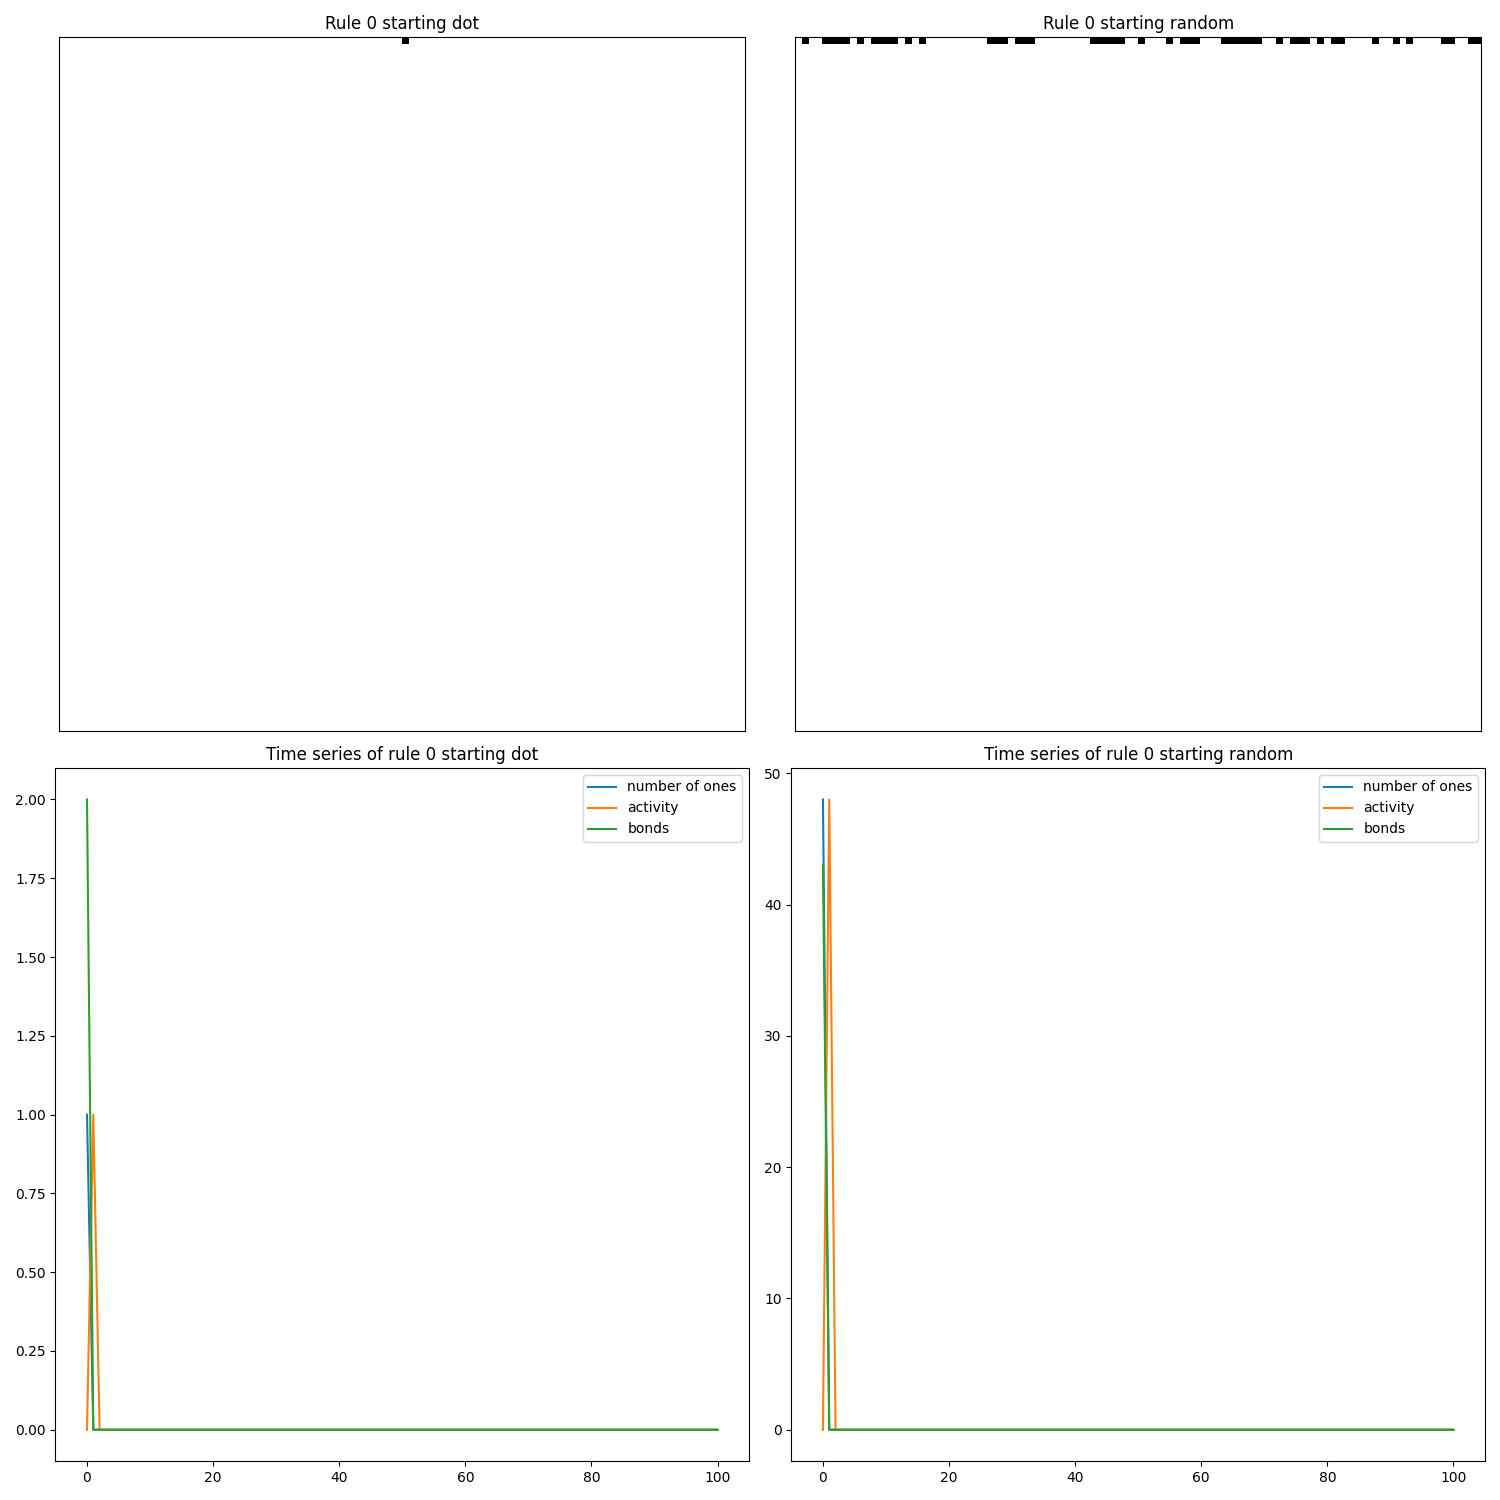 Rule 0 starting dot
Rule 0 starting random
Time series of rule 0 starting dot
2.00
1.75
1.50
1.25
1.00
0.75
0.50
0.25
0.00
0 20 40 60 80 100
number of ones
activity
bonds
Time series of rule 0 starting random
50
40
30
20
10
0
0 20 40 60 80 100
number of ones
activity
bonds